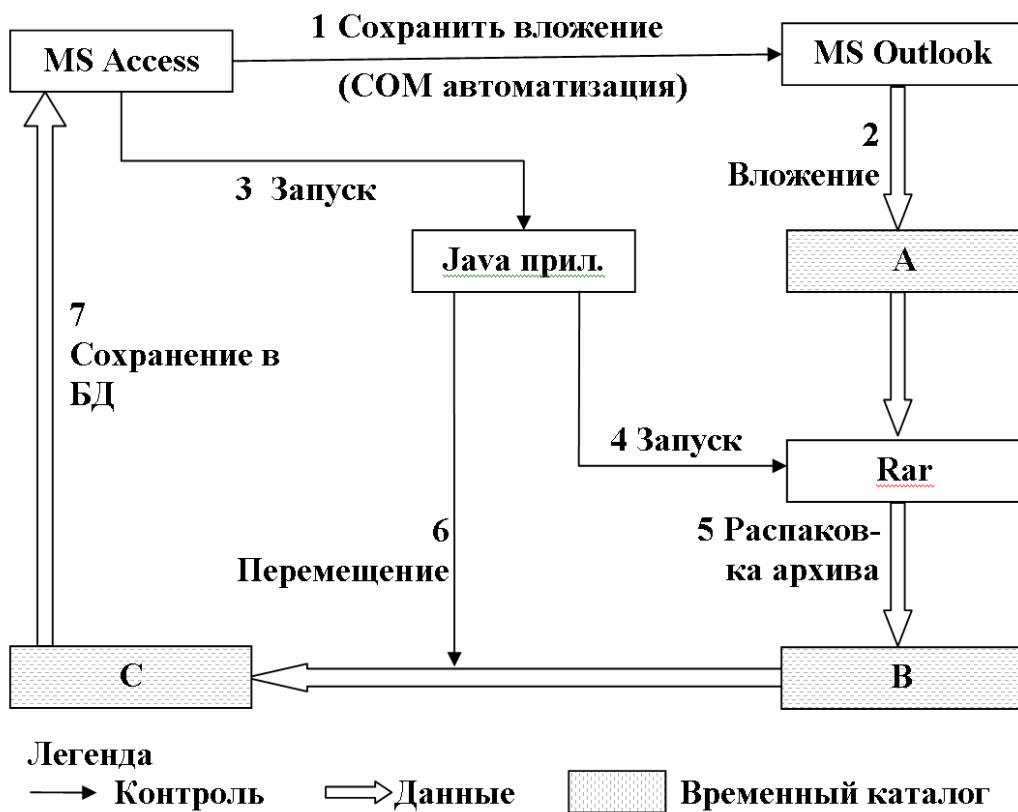 1 Сохранить вложение
MS Access
MS Outlook
(COM автоматизация)
2
Вложение
3 Запуск
Java прил.
A
7
Сохранение в
БД
4 Запуск
Rar
6
Перемещение
5 Распаков-
ка архива
C
B
Легенда
Контроль
Данные
Временный каталог